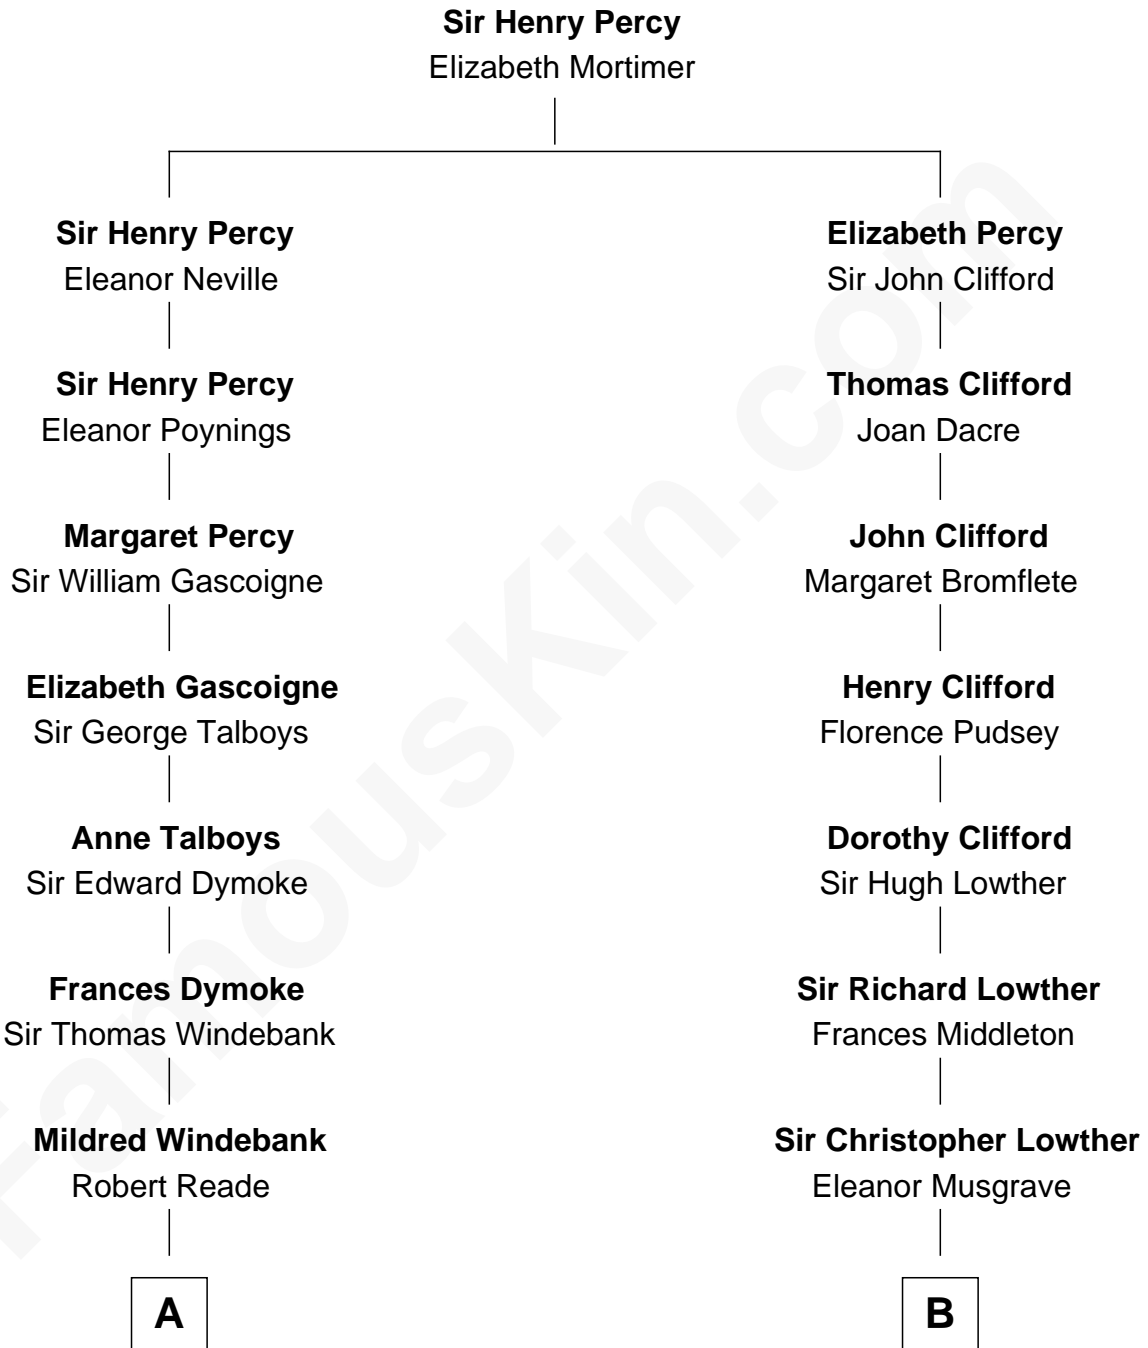 Sir Henry Percy
Elizabeth Mortimer
Sir Henry Percy
Eleanor Neville
Elizabeth Percy
Sir John Clifford
Sir Henry Percy
Eleanor Poynings
Thomas Clifford
Joan Dacre
Margaret Percy
Sir William Gascoigne
John Clifford
Margaret Bromflete
Elizabeth Gascoigne
Sir George Talboys
Henry Clifford
Florence Pudsey
Anne Talboys
Sir Edward Dymoke
Dorothy Clifford
Sir Hugh Lowther
Frances Dymoke
Sir Thomas Windebank
Sir Richard Lowther
Frances Middleton
Mildred Windebank
Robert Reade
Sir Christopher Lowther
Eleanor Musgrave
A
B
FamousKin.com